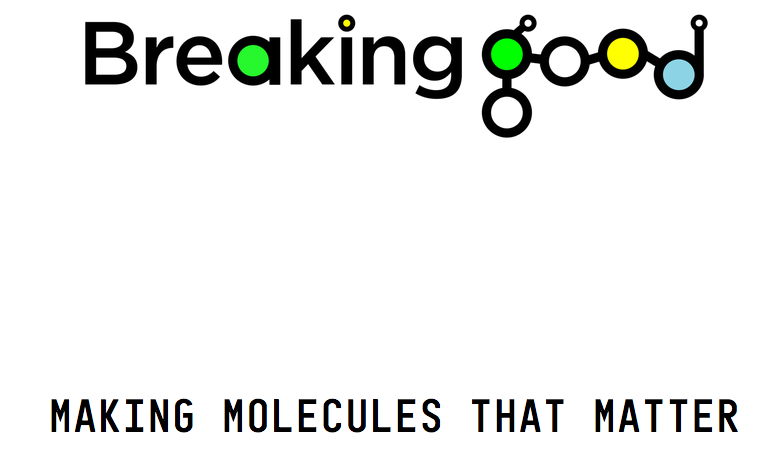 Breaking good
MAKING MOLECULES THAT MATTER